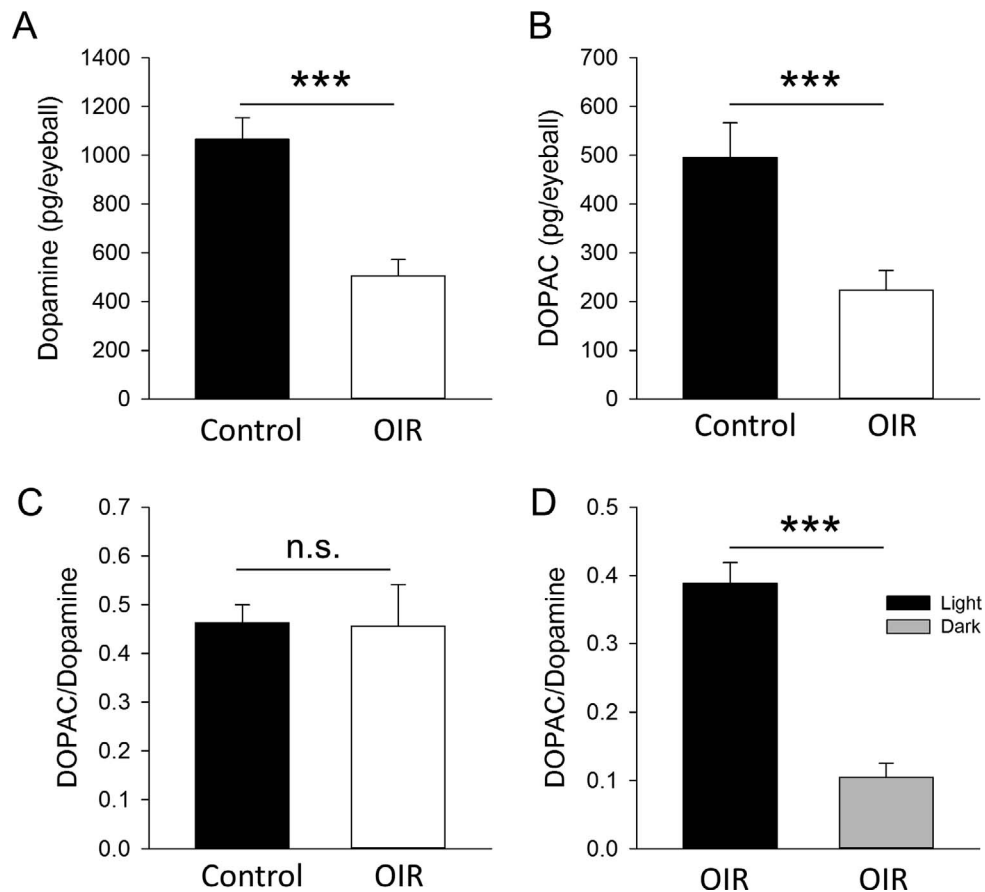 A
Dopamine (pg/eyeball)
1400
1200
1000
800
600
400
200
0
***
Control
OIR
B
DOPAC (pg/eyeball)
700
600
500
400
300
200
100
0
***
Control
OIR
C
DOPAC/Dopamine
0.7
0.6
0.5
0.4
0.3
0.2
0.1
0.0
n.s.
Control
OIR
D
DOPAC/Dopamine
0.5
0.4
0.3
0.2
0.1
0.0
***
Light
Dark
OIR
OIR